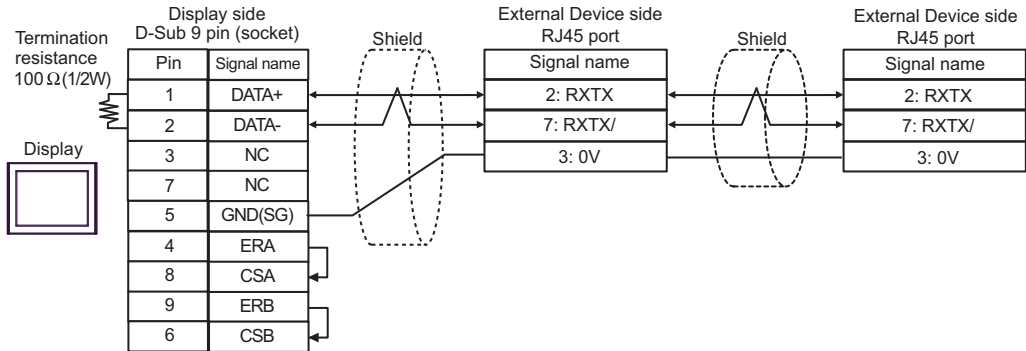 Display side
D-Sub 9 pin (socket)
External Device side
RJ45 port
External Device side
RJ45 port
Termination
resistance
100Ω(1/2W)
Shield
Shield
Pin Signal name
Signal name
Signal name
1 DATA+
2: RXTX
2: RXTX
2 DATA-
7: RXTX/
7: RXTX/
Display
3 NC
3: 0V
3: 0V
7 NC
5 GND(SG)
4 ERA
8 CSA
9 ERB
6 CSB